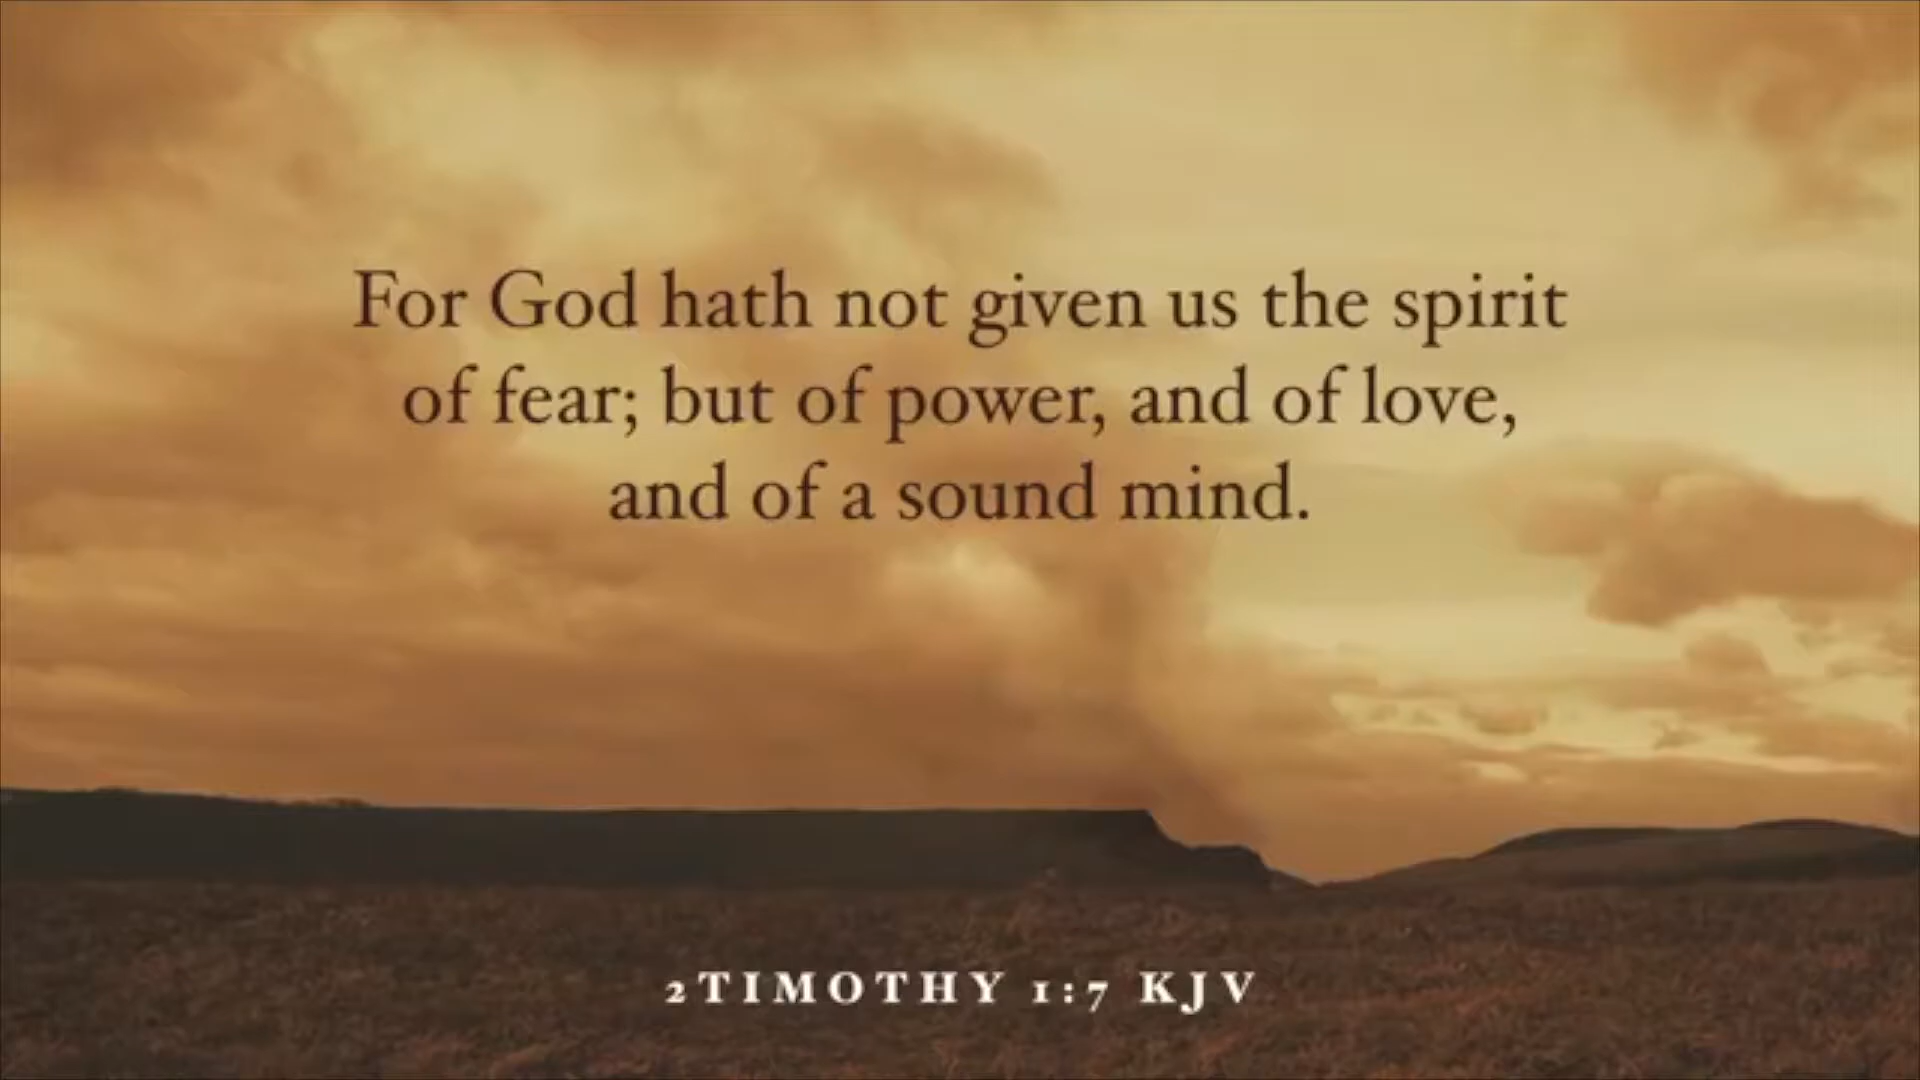 For God hath not given us the spirit
of fear; but of power, and of love,
and of a sound mind.
2TIMOTHY 1:7 KJV